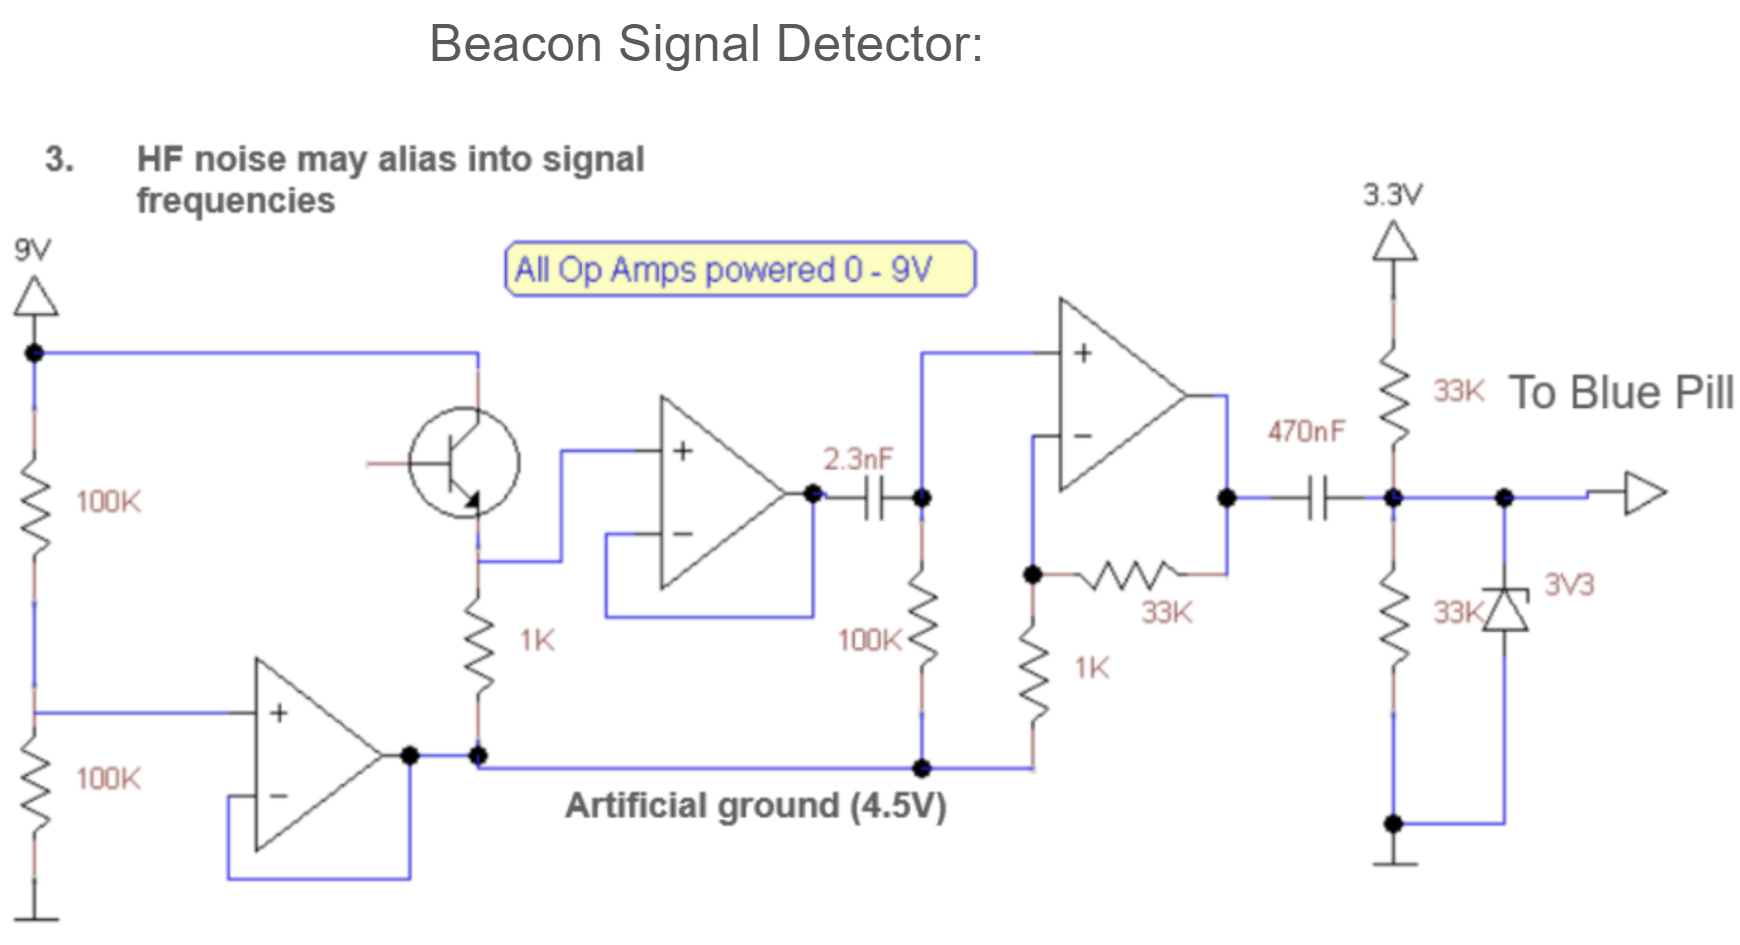 Beacon Signal Detector:
3. HF noise may alias into signal
frequencies
3.3V
9V
All Op Amps powered 0 - 9V
+
33K
To Blue Pill
470nF
−
+
2.3nF
100K
−
3V3
33K
33K
1K
100K
1K
+
100K
−
Artificial ground (4.5V)